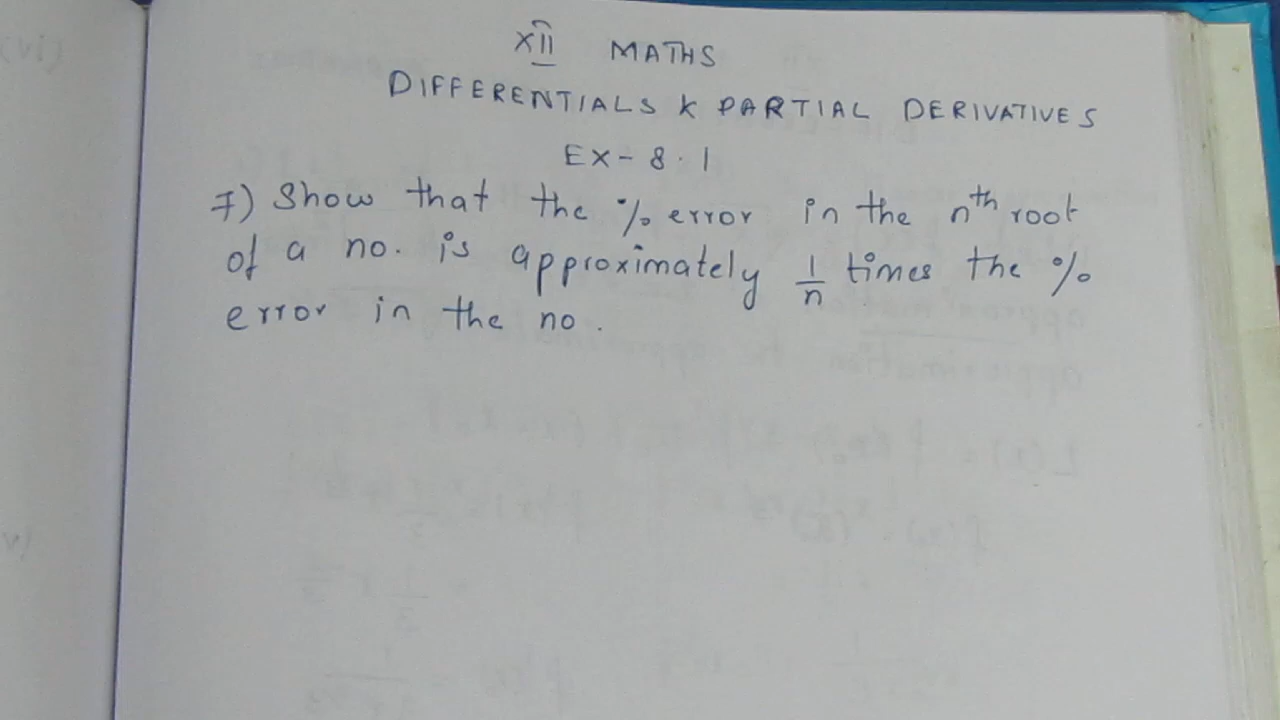 XII MATHS
DIFFERENTIALS & PARTIAL DERIVATIVES
EX-8.1
7) Show that the % error in the nth root
of a no. is approximately 1/n times the %
error in the no.